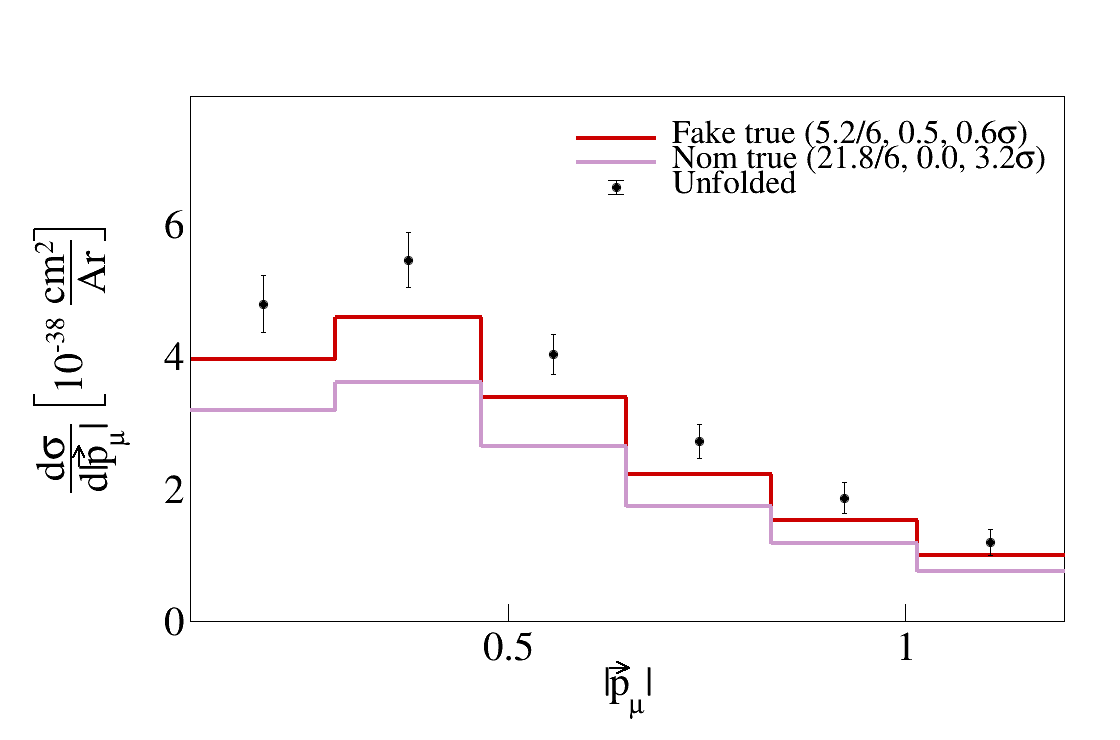 Fake true (5.2/6, 0.5, 0.6σ)
Nom true (21.8/6, 0.0, 3.2σ)
Unfolded
dσ/d|p⃗μ| [10⁻³⁸ cm²/Ar]
6
4
2
0
0.5
1
|p⃗μ|